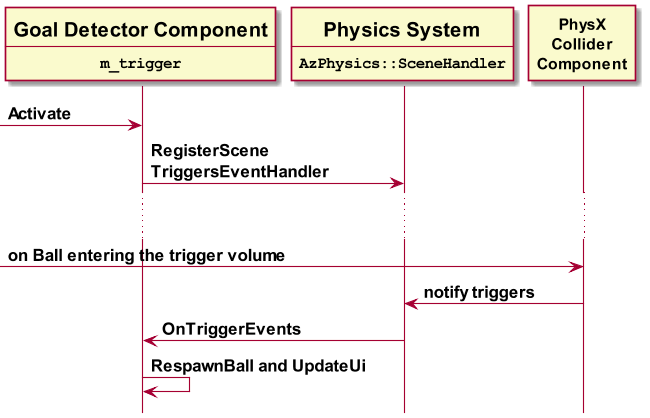 Goal Detector Component
m_trigger
Physics System
AzPhysics::SceneHandler
PhysX
Collider
Component
Activate
RegisterScene
TriggersEventHandler
on Ball entering the trigger volume
notify triggers
OnTriggerEvents
RespawnBall and UpdateUi